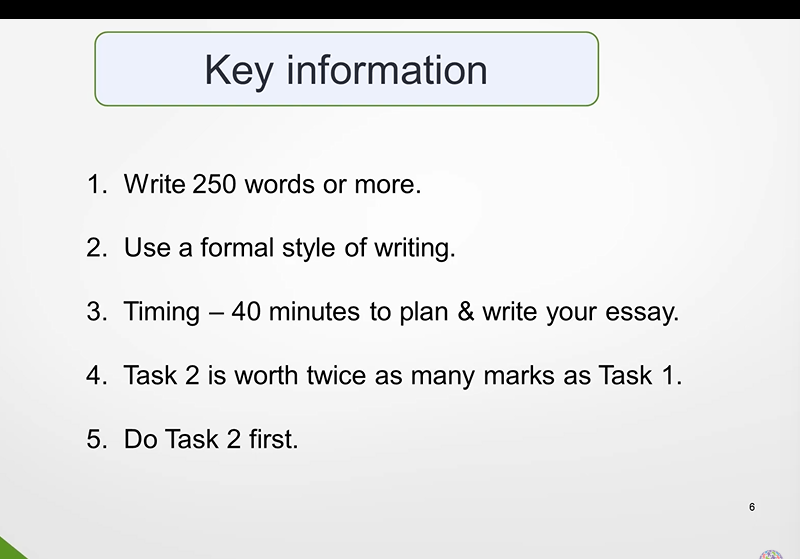 Key information
1. Write 250 words or more.
2. Use a formal style of writing.
3. Timing – 40 minutes to plan & write your essay.
4. Task 2 is worth twice as many marks as Task 1.
5. Do Task 2 first.
6